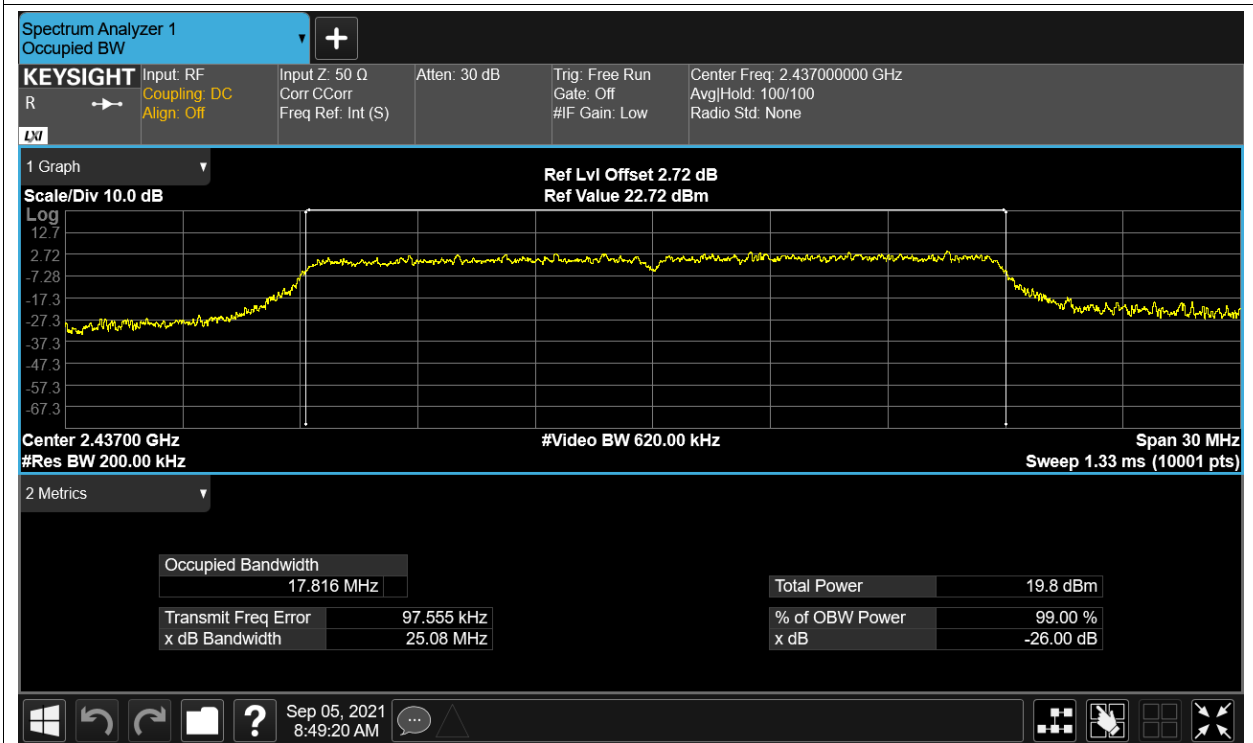 Spectrum Analyzer 1
Occupied BW
KEYSIGHT
R
LXI
Input: RF
Coupling: DC
Align: Off
Input Z: 50 Ω
Corr CCorr
Freq Ref: Int (S)
Atten: 30 dB
Trig: Free Run
Gate: Off
#IF Gain: Low
Center Freq: 2.437000000 GHz
Avg|Hold: 100/100
Radio Std: None
1 Graph
Scale/Div 10.0 dB
Ref Lvl Offset 2.72 dB
Ref Value 22.72 dBm
Log
12.7
2.72
-7.28
-17.3
-27.3
-37.3
-47.3
-57.3
-67.3
Center 2.43700 GHz
#Res BW 200.00 kHz
#Video BW 620.00 kHz
Span 30 MHz
Sweep 1.33 ms (10001 pts)
2 Metrics
Occupied Bandwidth
17.816 MHz
Transmit Freq Error 97.555 kHz
x dB Bandwidth 25.08 MHz
Total Power 19.8 dBm
% of OBW Power 99.00 %
x dB -26.00 dB
?
Sep 05, 2021
8:49:20 AM